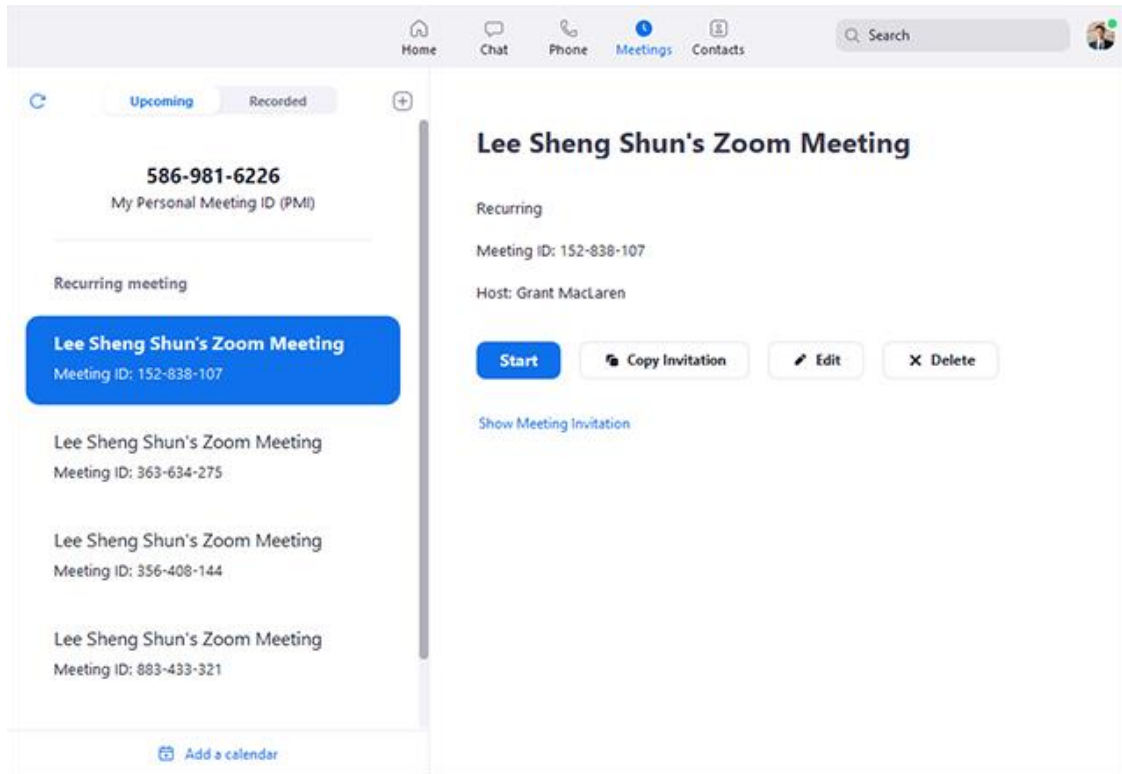 Home Chat Phone Meetings Contacts Search
Upcoming Recorded
586-981-6226
My Personal Meeting ID (PMI)
Recurring meeting
Lee Sheng Shun's Zoom Meeting
Meeting ID: 152-838-107
Lee Sheng Shun's Zoom Meeting
Meeting ID: 363-634-275
Lee Sheng Shun's Zoom Meeting
Meeting ID: 356-408-144
Lee Sheng Shun's Zoom Meeting
Meeting ID: 883-433-321
Add a calendar
Lee Sheng Shun's Zoom Meeting
Recurring
Meeting ID: 152-838-107
Host: Grant MacLaren
Start Copy Invitation Edit Delete
Show Meeting Invitation